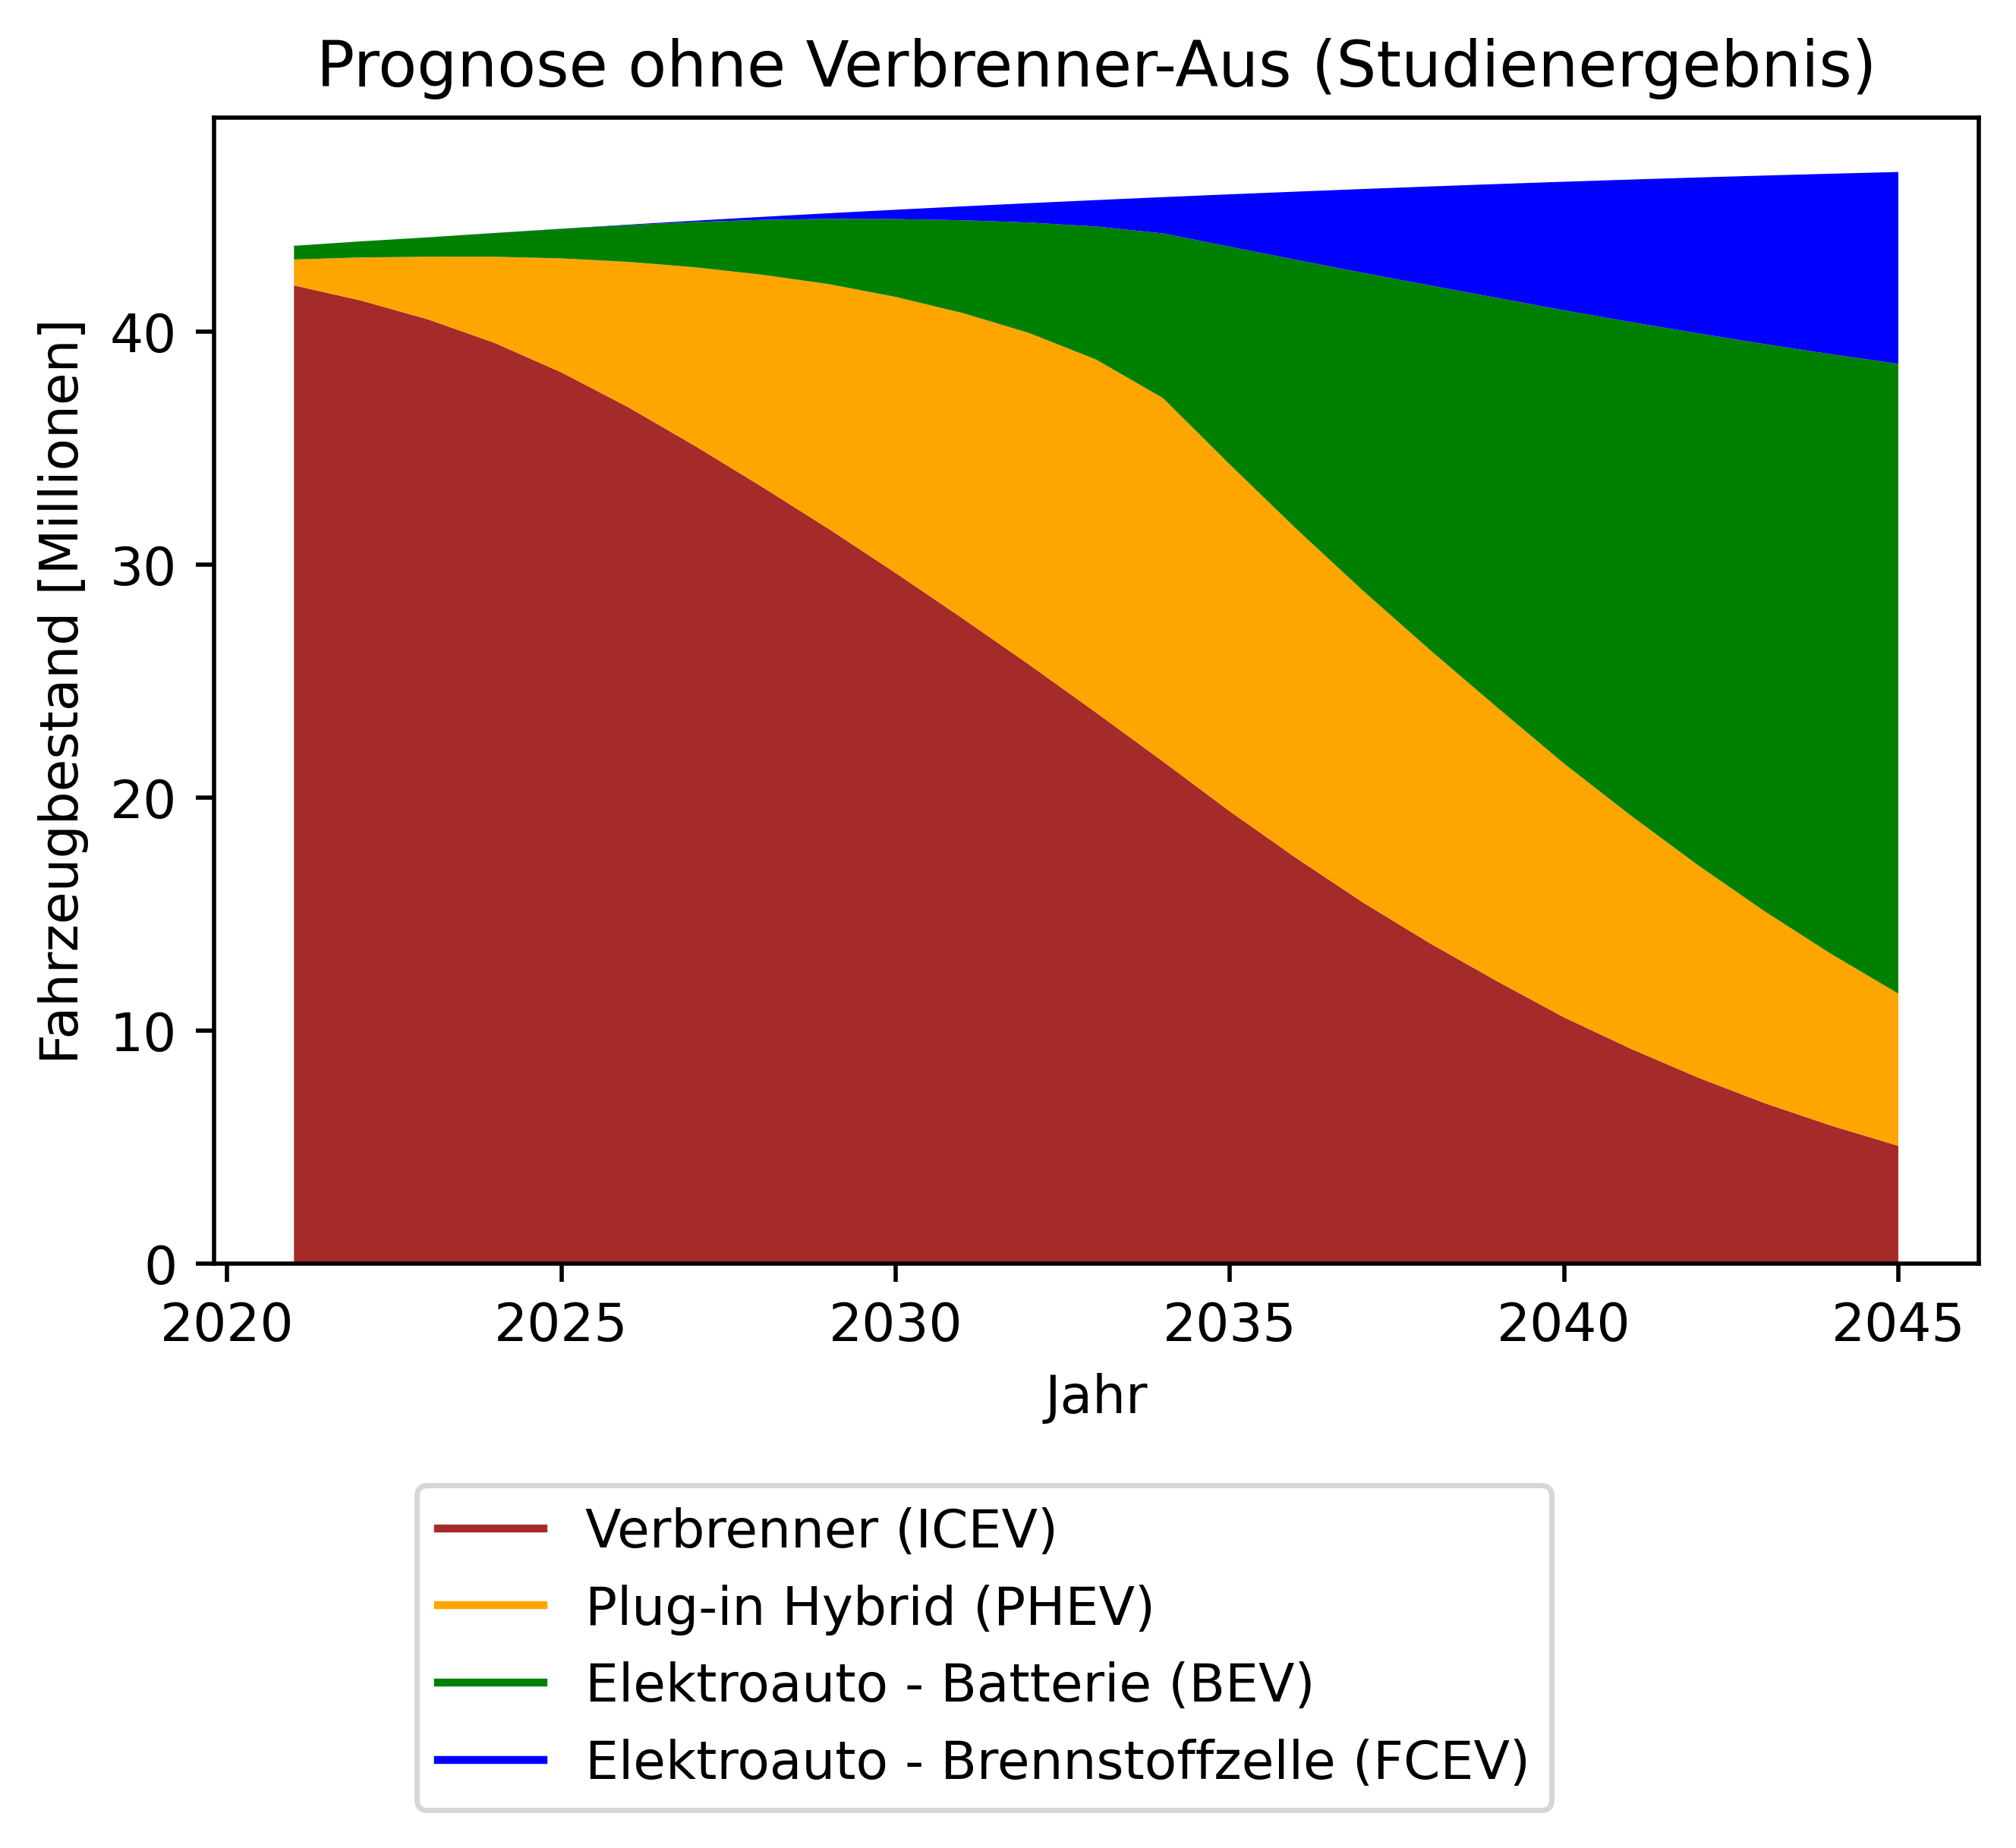 Prognose ohne Verbrenner-Aus (Studienergebnis)
Fahrzeugbestand [Millionen]
40
30
20
10
0
2020 2025 2030 2035 2040 2045
Jahr
Verbrenner (ICEV)
Plug-in Hybrid (PHEV)
Elektroauto - Batterie (BEV)
Elektroauto - Brennstoffzelle (FCEV)